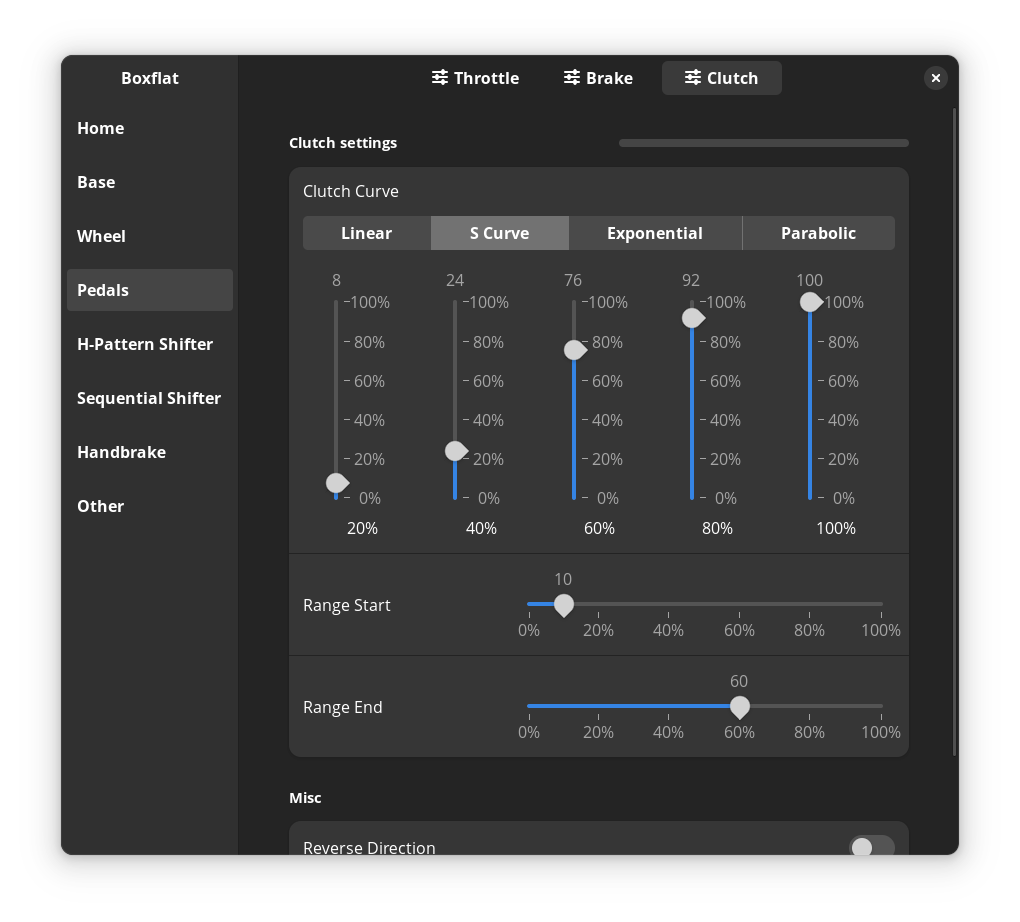 Boxflat
Throttle Brake Clutch
Home
Base
Wheel
Pedals
H-Pattern Shifter
Sequential Shifter
Handbrake
Other
Clutch settings
Clutch Curve
Linear S Curve Exponential Parabolic
8 24 76 92 100
100% 100% 100% 100% 100%
80% 80% 80% 80% 80%
60% 60% 60% 60% 60%
40% 40% 40% 40% 40%
20% 20% 20% 20% 20%
0% 0% 0% 0% 0%
20% 40% 60% 80% 100%
10
Range Start
0% 20% 40% 60% 80% 100%
60
Range End
0% 20% 40% 60% 80% 100%
Misc
Reverse Direction